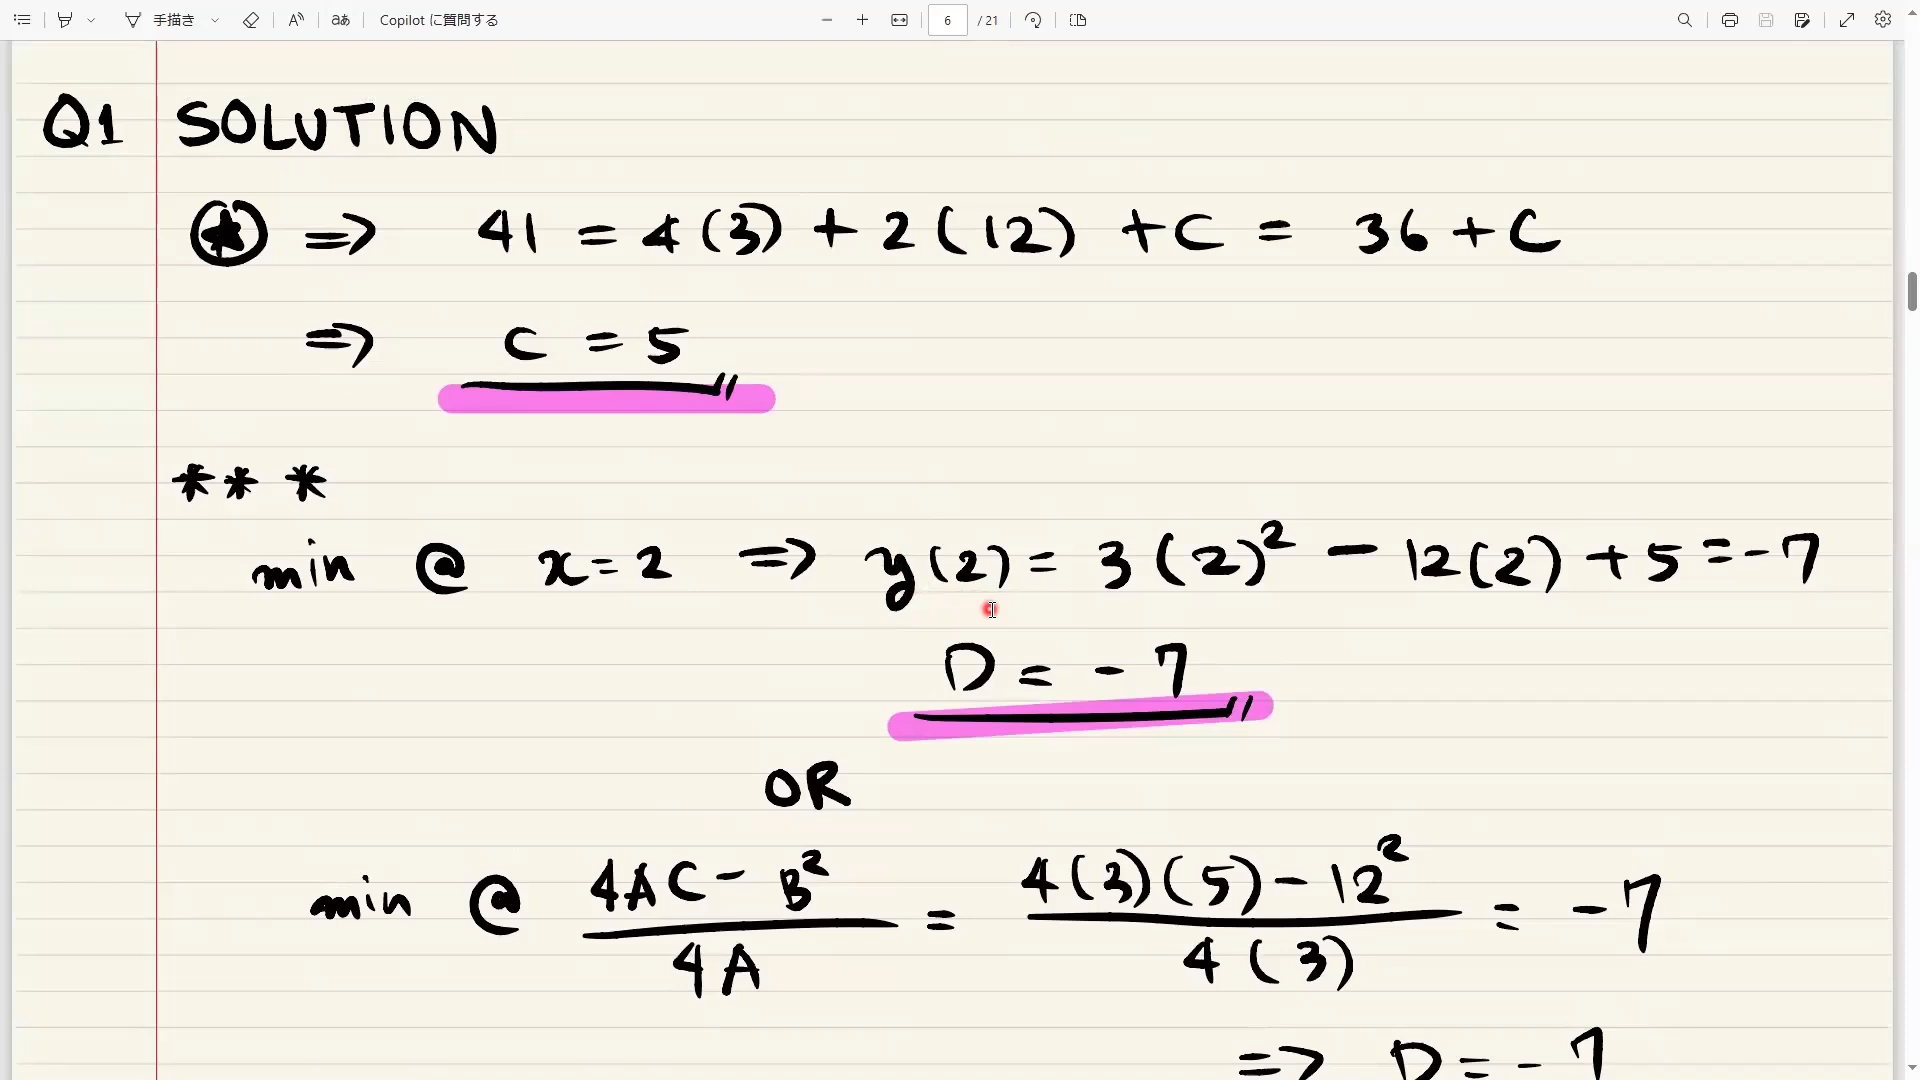 手描き aあ Copilot に質問する 6 / 21
Q1 SOLUTION
★ => 41 = 4(3) + 2(12) + C = 36 + C
=> C = 5
* * *
min @ x = 2 => y(2) = 3(2)² - 12(2) + 5 = -7
D = -7
OR
min @ (4AC - B²)/(4A) = (4(3)(5) - 12²)/(4(3)) = -7
=> D = -7